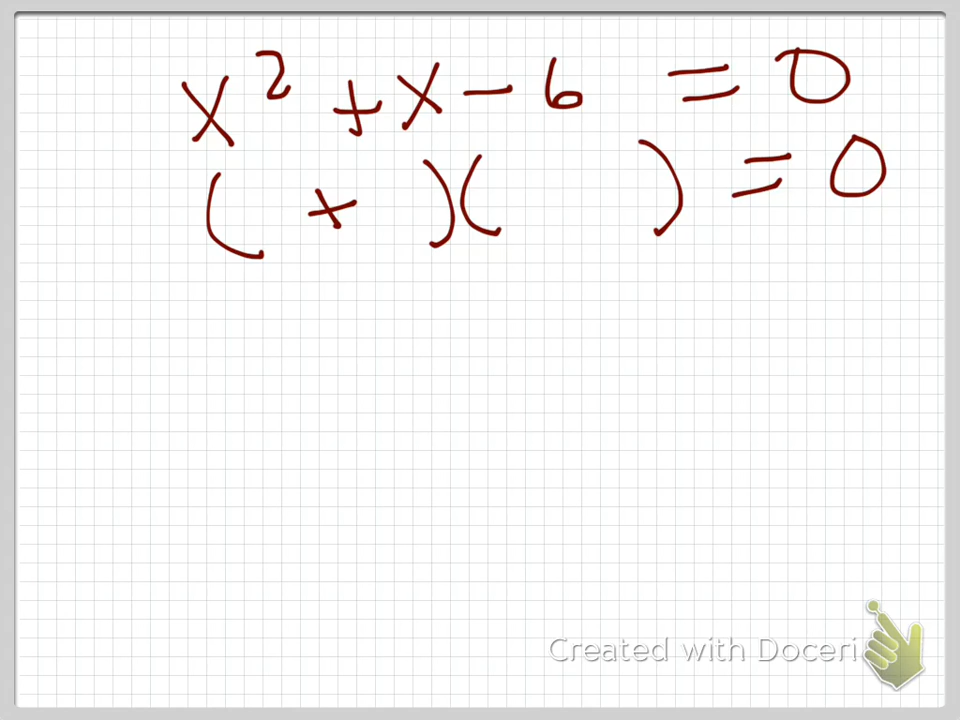 x² + x - 6 = 0
( + )( ) = 0
Created with Doceri